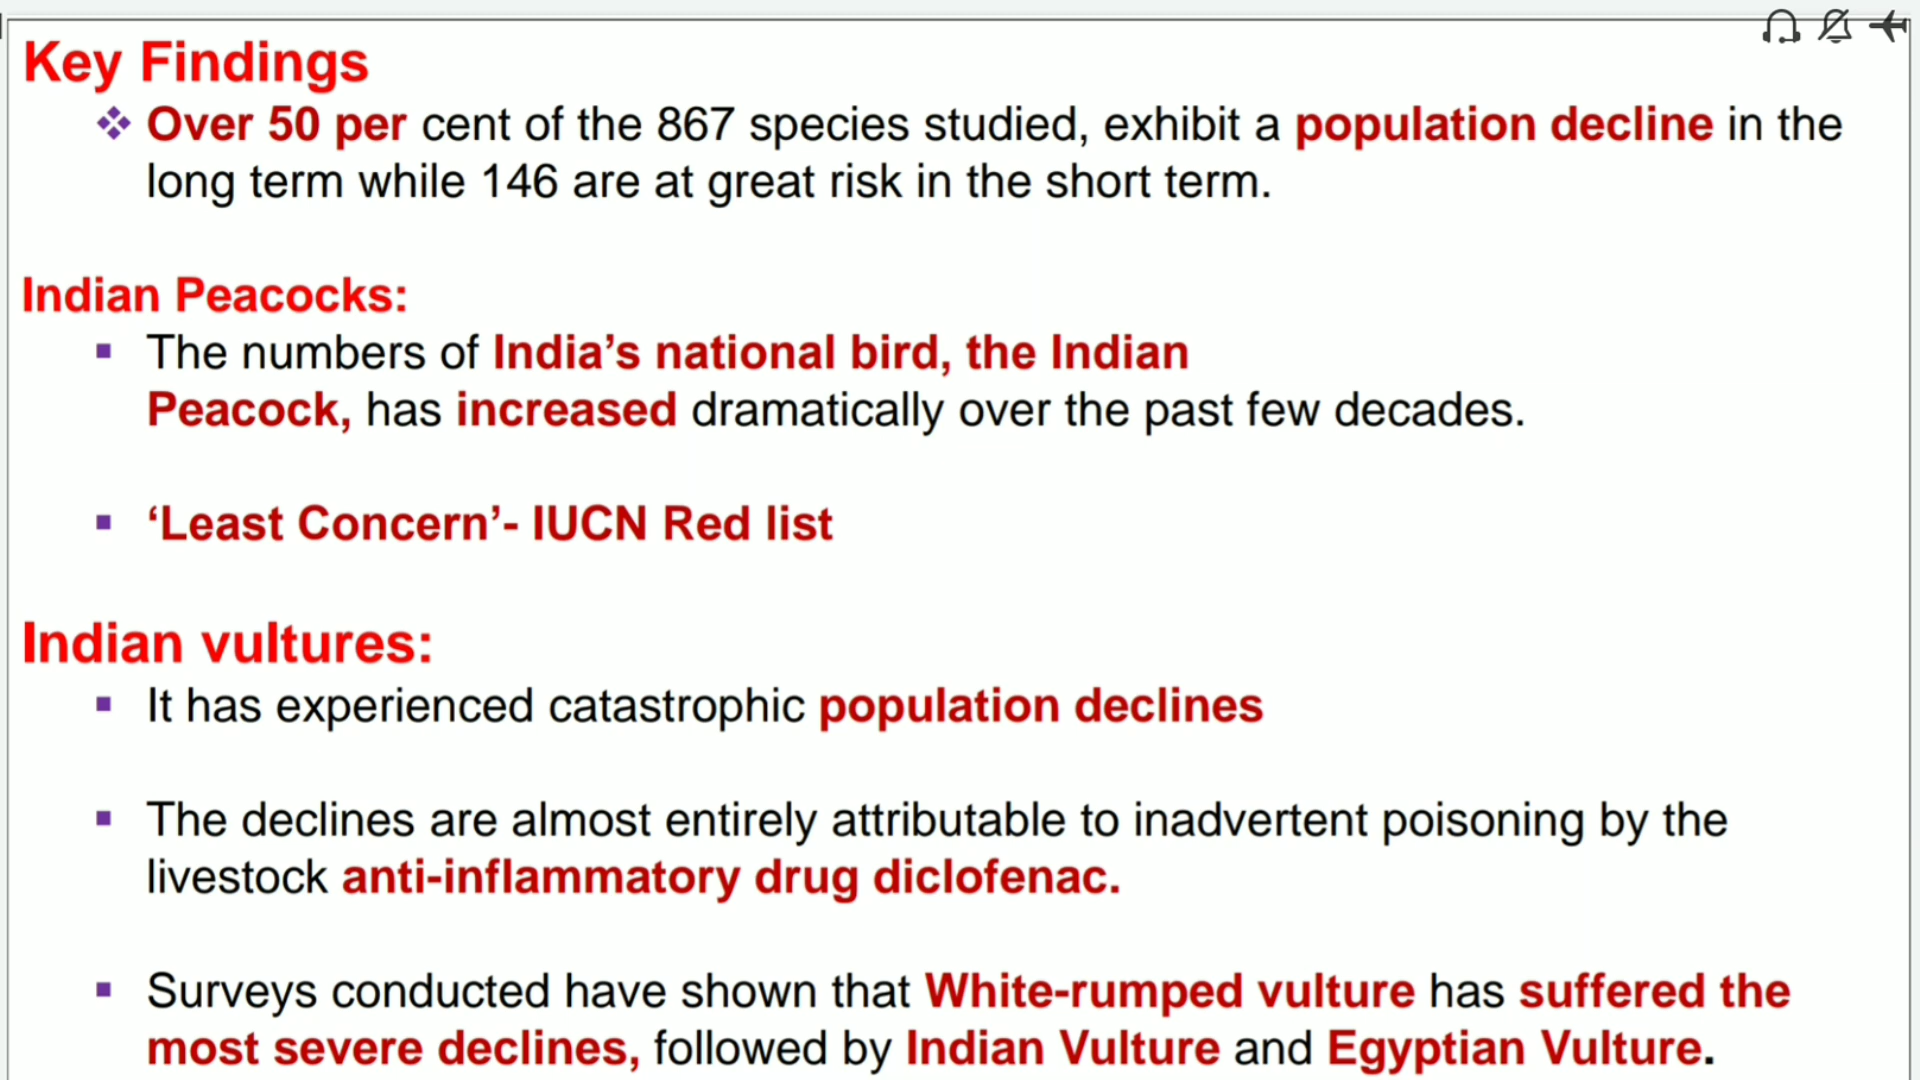 Key Findings
❖ Over 50 per cent of the 867 species studied, exhibit a population decline in the
long term while 146 are at great risk in the short term.
Indian Peacocks:
▪ The numbers of India’s national bird, the Indian
Peacock, has increased dramatically over the past few decades.
▪ ‘Least Concern’- IUCN Red list
Indian vultures:
▪ It has experienced catastrophic population declines
▪ The declines are almost entirely attributable to inadvertent poisoning by the
livestock anti-inflammatory drug diclofenac.
▪ Surveys conducted have shown that White-rumped vulture has suffered the
most severe declines, followed by Indian Vulture and Egyptian Vulture.